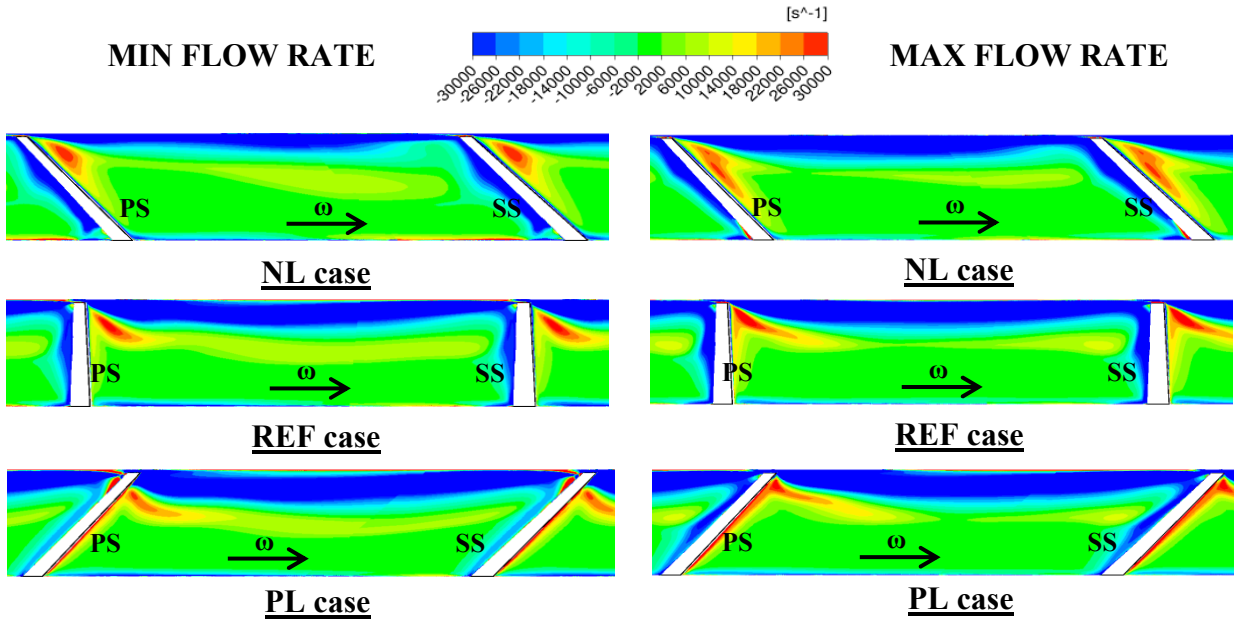 [s^-1]
MIN FLOW RATE
MAX FLOW RATE
-30000 -26000 -22000 -18000 -14000 -10000 -6000 -2000 2000 6000 10000 14000 18000 22000 26000 30000
PS ω SS
PS ω SS
NL case
NL case
PS ω SS
PS ω SS
REF case
REF case
PS ω SS
PS ω SS
PL case
PL case